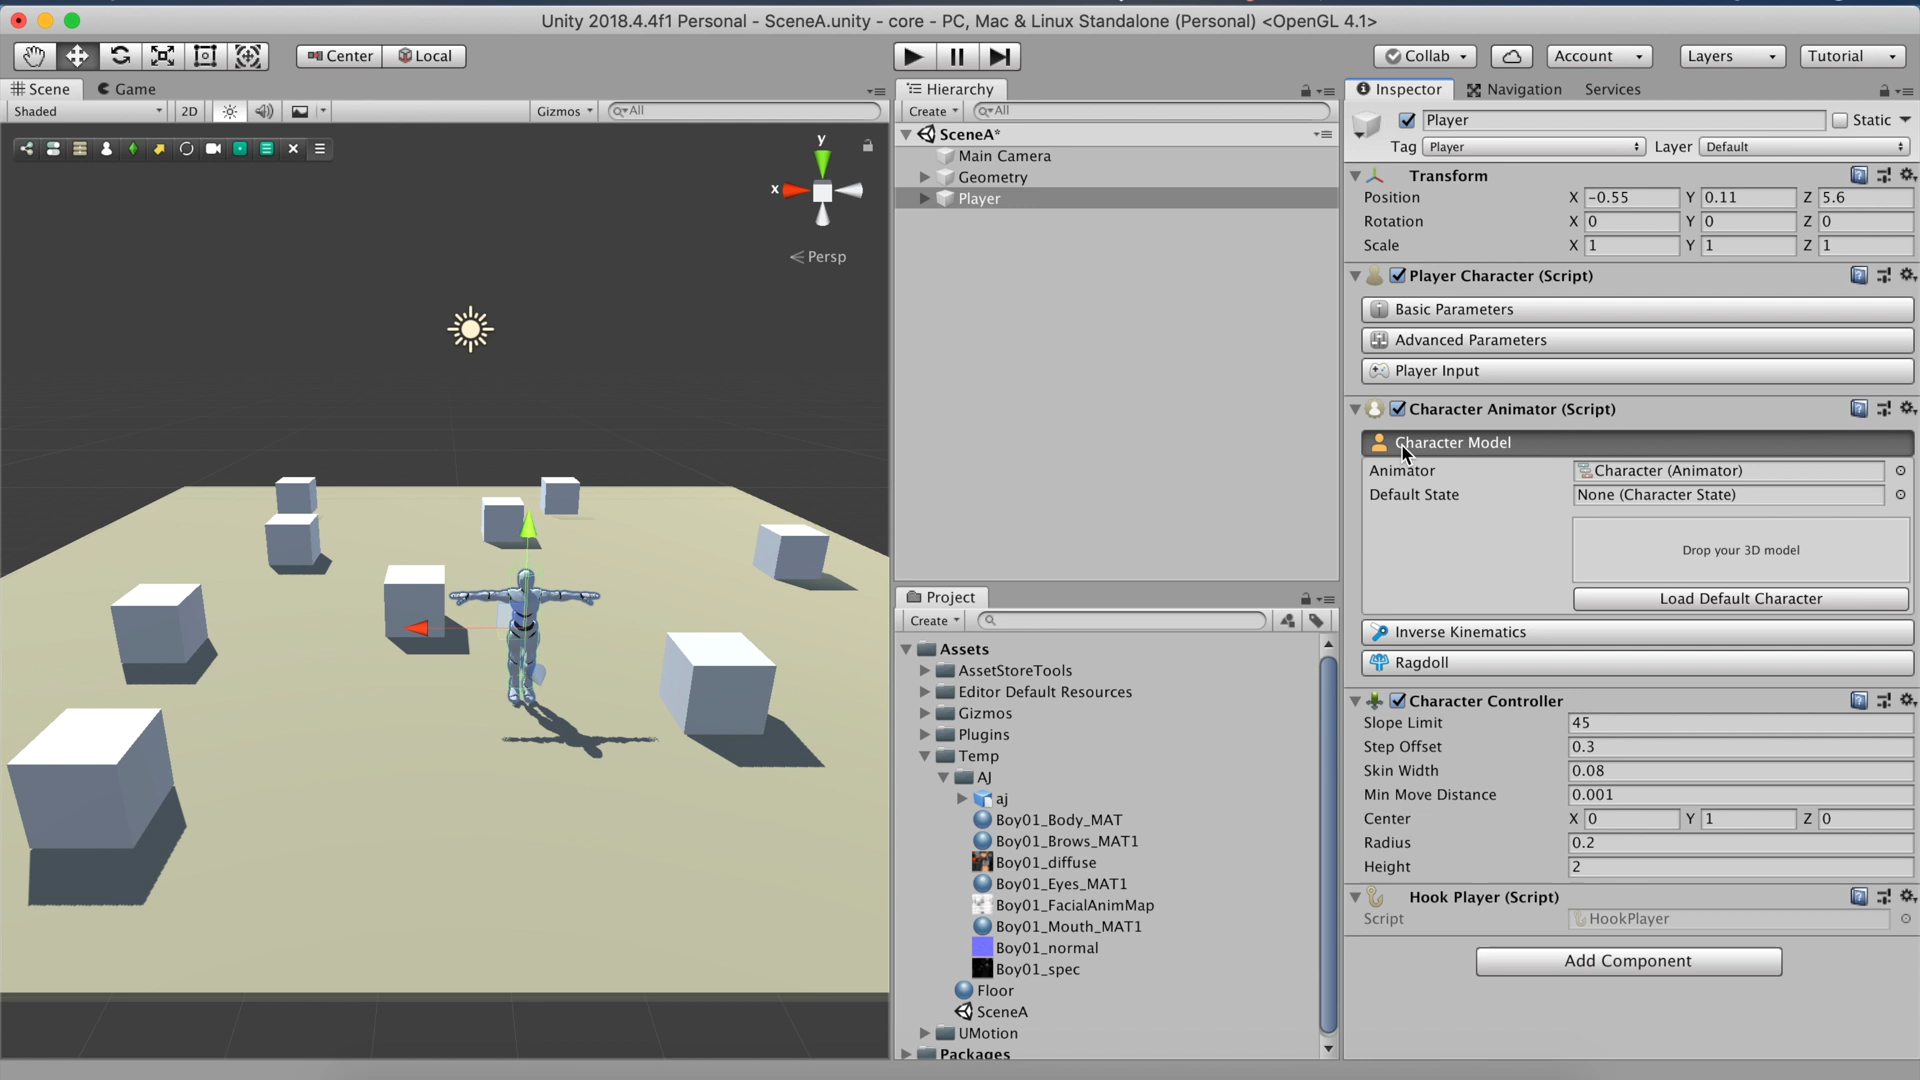 Unity 2018.4.4f1 Personal - SceneA.unity - core - PC, Mac & Linux Standalone (Personal) <OpenGL 4.1>
Center Local Collab Account Layers Tutorial
Scene Game
Shaded 2D Gizmos All
y
x
Persp
Hierarchy
Create All
SceneA*
Main Camera
Geometry
Player
Project
Create
Assets
AssetStoreTools
Editor Default Resources
Gizmos
Plugins
Temp
AJ
aj
Boy01_Body_MAT
Boy01_Brows_MAT1
Boy01_diffuse
Boy01_Eyes_MAT1
Boy01_FacialAnimMap
Boy01_Mouth_MAT1
Boy01_normal
Boy01_spec
Floor
SceneA
UMotion
Packages
Inspector Navigation Services
Player Static
Tag Player Layer Default
Transform
Position X -0.55 Y 0.11 Z 5.6
Rotation X 0 Y 0 Z 0
Scale X 1 Y 1 Z 1
Player Character (Script)
Basic Parameters
Advanced Parameters
Player Input
Character Animator (Script)
Character Model
Animator Character (Animator)
Default State None (Character State)
Drop your 3D model
Load Default Character
Inverse Kinematics
Ragdoll
Character Controller
Slope Limit 45
Step Offset 0.3
Skin Width 0.08
Min Move Distance 0.001
Center X 0 Y 1 Z 0
Radius 0.2
Height 2
Hook Player (Script)
Script HookPlayer
Add Component